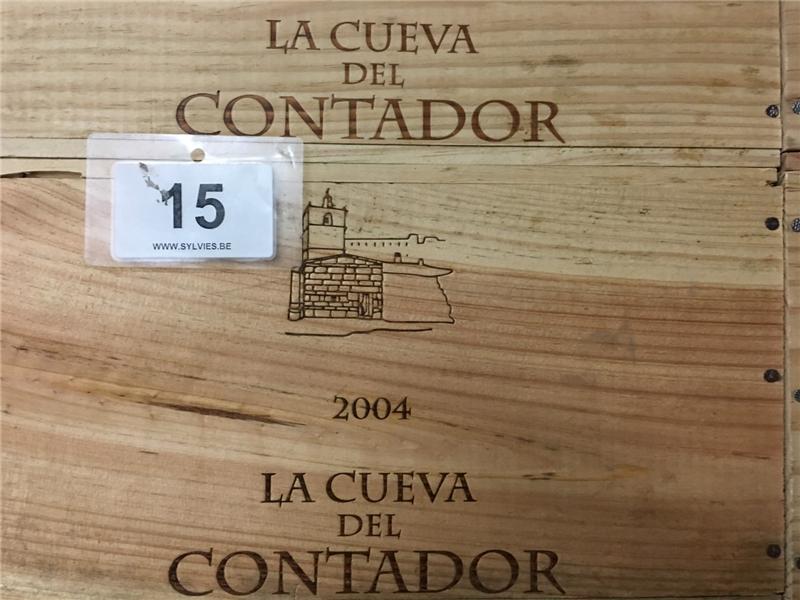 LA CUEVA
DEL
CONTADOR
15
WWW.SYLVIES.BE
2004
LA CUEVA
DEL
CONTADOR